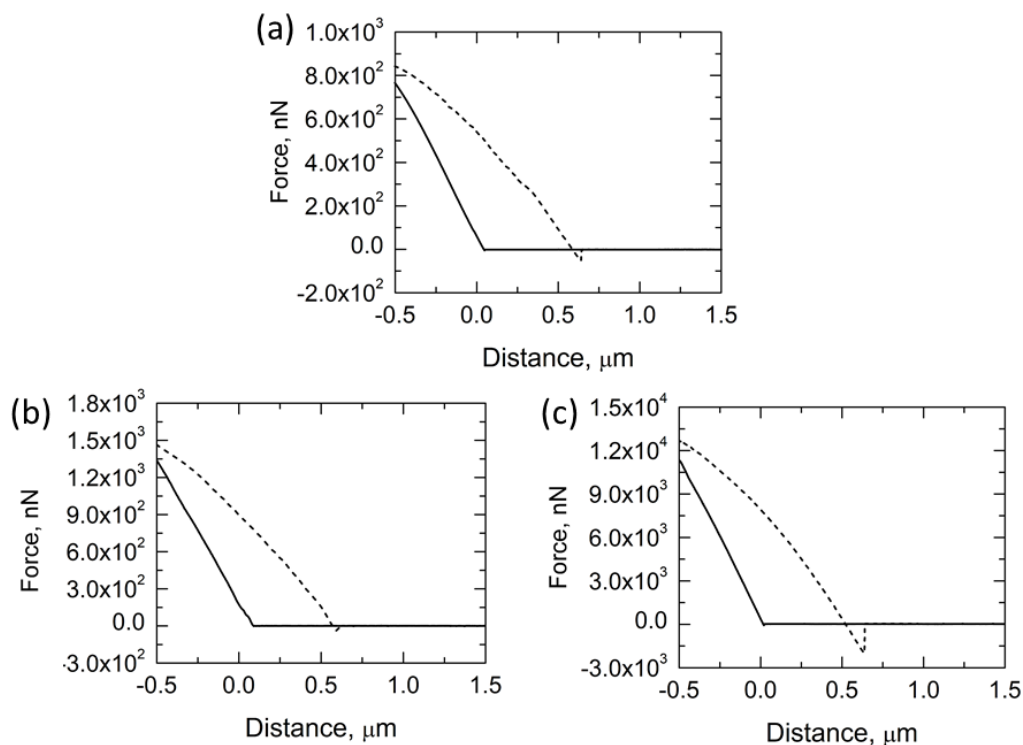 (a)
1.0x10³
8.0x10²
6.0x10²
4.0x10²
2.0x10²
0.0
-2.0x10²
Force, nN
-0.5 0.0 0.5 1.0 1.5
Distance, μm
(b)
1.8x10³
1.5x10³
1.2x10³
9.0x10²
6.0x10²
3.0x10²
0.0
-3.0x10²
Force, nN
-0.5 0.0 0.5 1.0 1.5
Distance, μm
(c)
1.5x10⁴
1.2x10⁴
9.0x10³
6.0x10³
3.0x10³
0.0
-3.0x10³
Force, nN
-0.5 0.0 0.5 1.0 1.5
Distance, μm